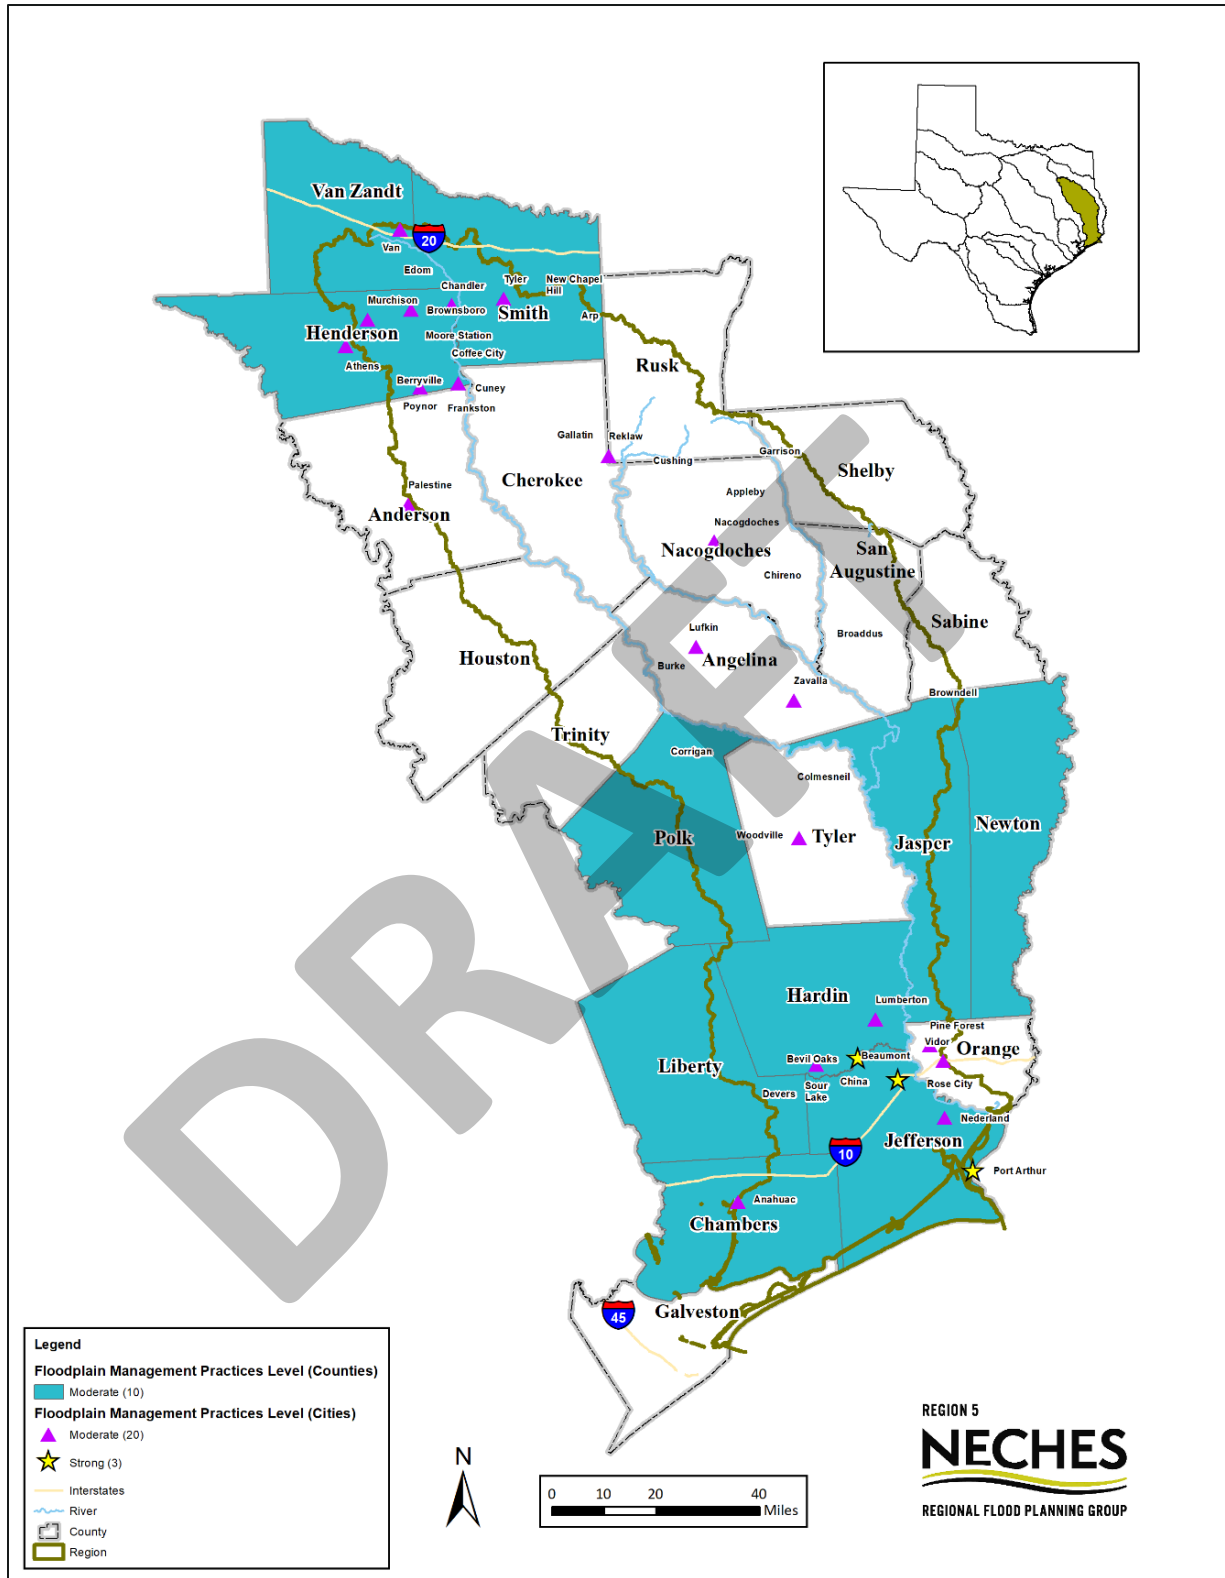 Van Zandt
20
Van
Edom
Chandler
Tyler
New Chapel
Hill
Murchison
Brownsboro
Smith
Arp
Henderson
Moore Station
Coffee City
Athens
Rusk
Berryville
Cuney
Poynor
Frankston
Gallatin
Reklaw
Garrison
Cushing
Shelby
Cherokee
Palestine
Appleby
Anderson
Nacogdoches
Nacogdoches
San
Augustine
Chireno
Sabine
Lufkin
Broaddus
Houston
Burke
Angelina
Zavalla
Browndell
Trinity
Corrigan
Colmesneil
Newton
Polk
Woodville
Tyler
Jasper
DRAFT
Hardin
Lumberton
Pine Forest
Vidor
Orange
Bevil Oaks
Beaumont
Liberty
China
Rose City
Devers
Sour
Lake
Nederland
Jefferson
10
Port Arthur
Anahuac
Chambers
Galveston
45
Legend
Floodplain Management Practices Level (Counties)
Moderate (10)
Floodplain Management Practices Level (Cities)
Moderate (20)
Strong (3)
Interstates
River
County
Region
N
0 10 20 40
Miles
REGION 5
NECHES
REGIONAL FLOOD PLANNING GROUP